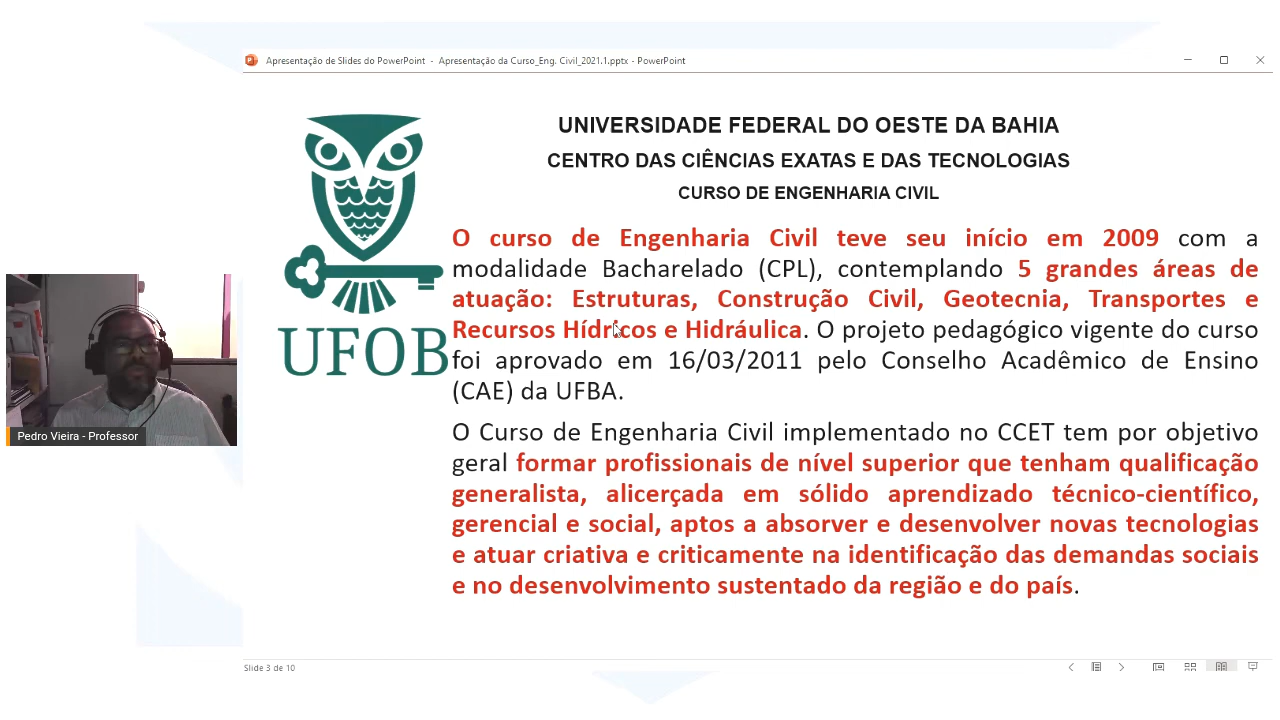 Apresentação de Slides do PowerPoint - Apresentação da Curso_Eng. Civil_2021.1.pptx - PowerPoint
UNIVERSIDADE FEDERAL DO OESTE DA BAHIA
CENTRO DAS CIÊNCIAS EXATAS E DAS TECNOLOGIAS
CURSO DE ENGENHARIA CIVIL
UFOB
O curso de Engenharia Civil teve seu início em 2009 com a
modalidade Bacharelado (CPL), contemplando 5 grandes áreas de
atuação: Estruturas, Construção Civil, Geotecnia, Transportes e
Recursos Hídricos e Hidráulica. O projeto pedagógico vigente do curso
foi aprovado em 16/03/2011 pelo Conselho Acadêmico de Ensino
(CAE) da UFBA.
O Curso de Engenharia Civil implementado no CCET tem por objetivo
geral formar profissionais de nível superior que tenham qualificação
generalista, alicerçada em sólido aprendizado técnico-científico,
gerencial e social, aptos a absorver e desenvolver novas tecnologias
e atuar criativa e criticamente na identificação das demandas sociais
e no desenvolvimento sustentado da região e do país.
Pedro Vieira - Professor
Slide 3 de 10